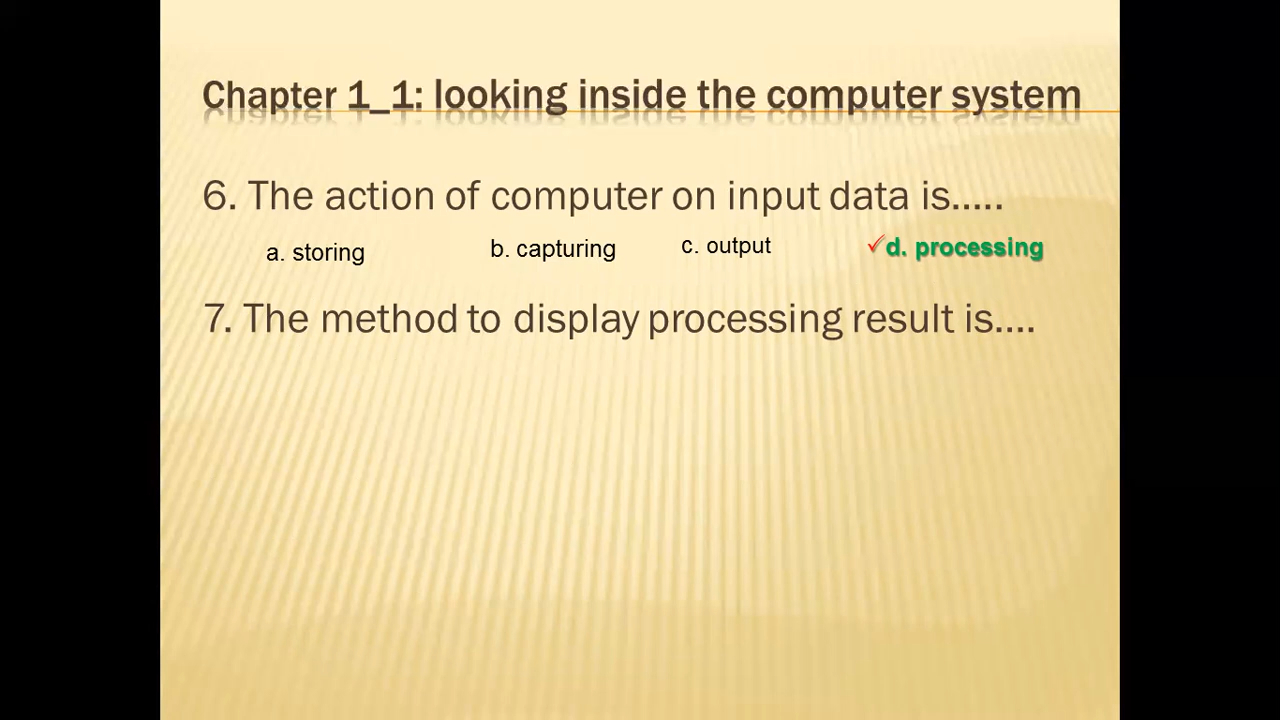 Chapter 1_1: looking inside the computer system
6. The action of computer on input data is.....
a. storing b. capturing c. output ✓d. processing
7. The method to display processing result is....